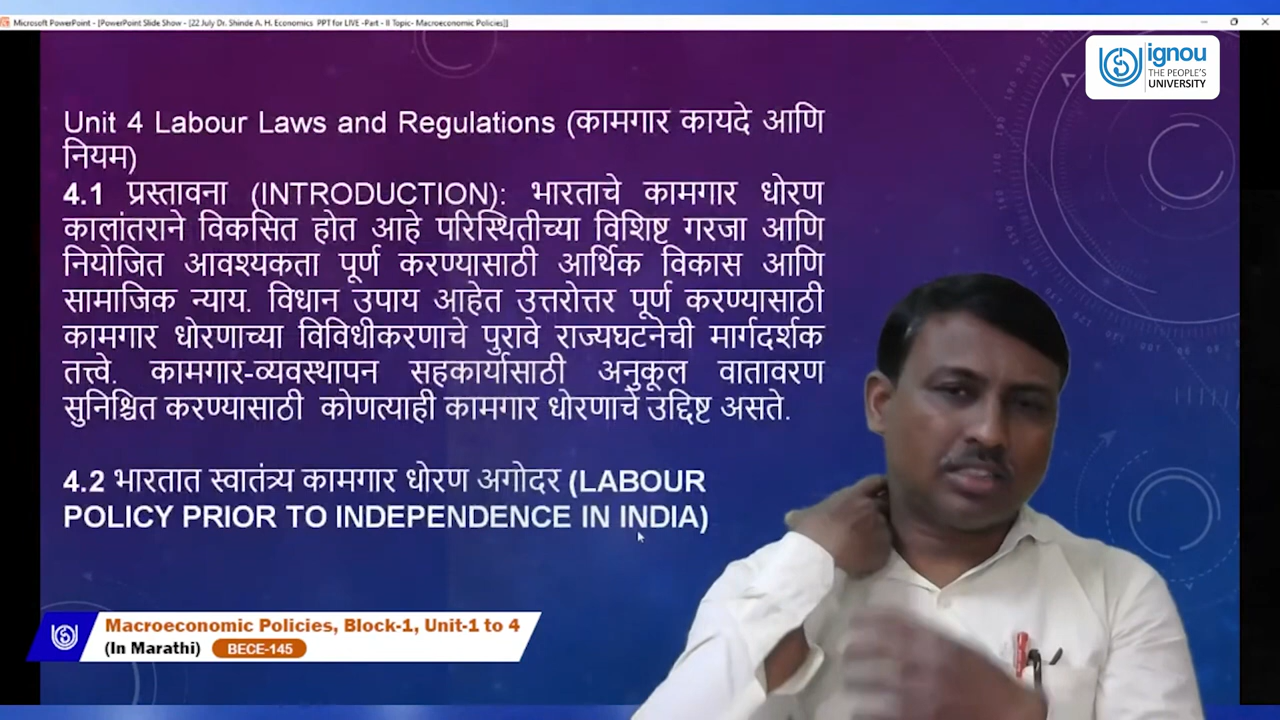 Microsoft PowerPoint - [PowerPoint Slide Show - [22 July Dr. Shinde A. H. Economics PPT for LIVE -Part - II Topic- Macroeconomic Policies]]
ignou
THE PEOPLE'S
UNIVERSITY
Unit 4 Labour Laws and Regulations (कामगार कायदे आणि
नियम)
4.1 प्रस्तावना (INTRODUCTION): भारताचे कामगार धोरण
कालांतराने विकसित होत आहे परिस्थितीच्या विशिष्ट गरजा आणि
नियोजित आवश्यकता पूर्ण करण्यासाठी आर्थिक विकास आणि
सामाजिक न्याय. विधान उपाय आहेत उत्तरोत्तर पूर्ण करण्यासाठी
कामगार धोरणाच्या विविधीकरणाचे पुरावे राज्यघटनेची मार्गदर्शक
तत्त्वे. कामगार-व्यवस्थापन सहकार्यासाठी अनुकूल वातावरण
सुनिश्चित करण्यासाठी कोणत्याही कामगार धोरणाचे उद्दिष्ट असते.
4.2 भारतात स्वातंत्र्य कामगार धोरण अगोदर (LABOUR
POLICY PRIOR TO INDEPENDENCE IN INDIA)
Macroeconomic Policies, Block-1, Unit-1 to 4
(In Marathi) BECE-145